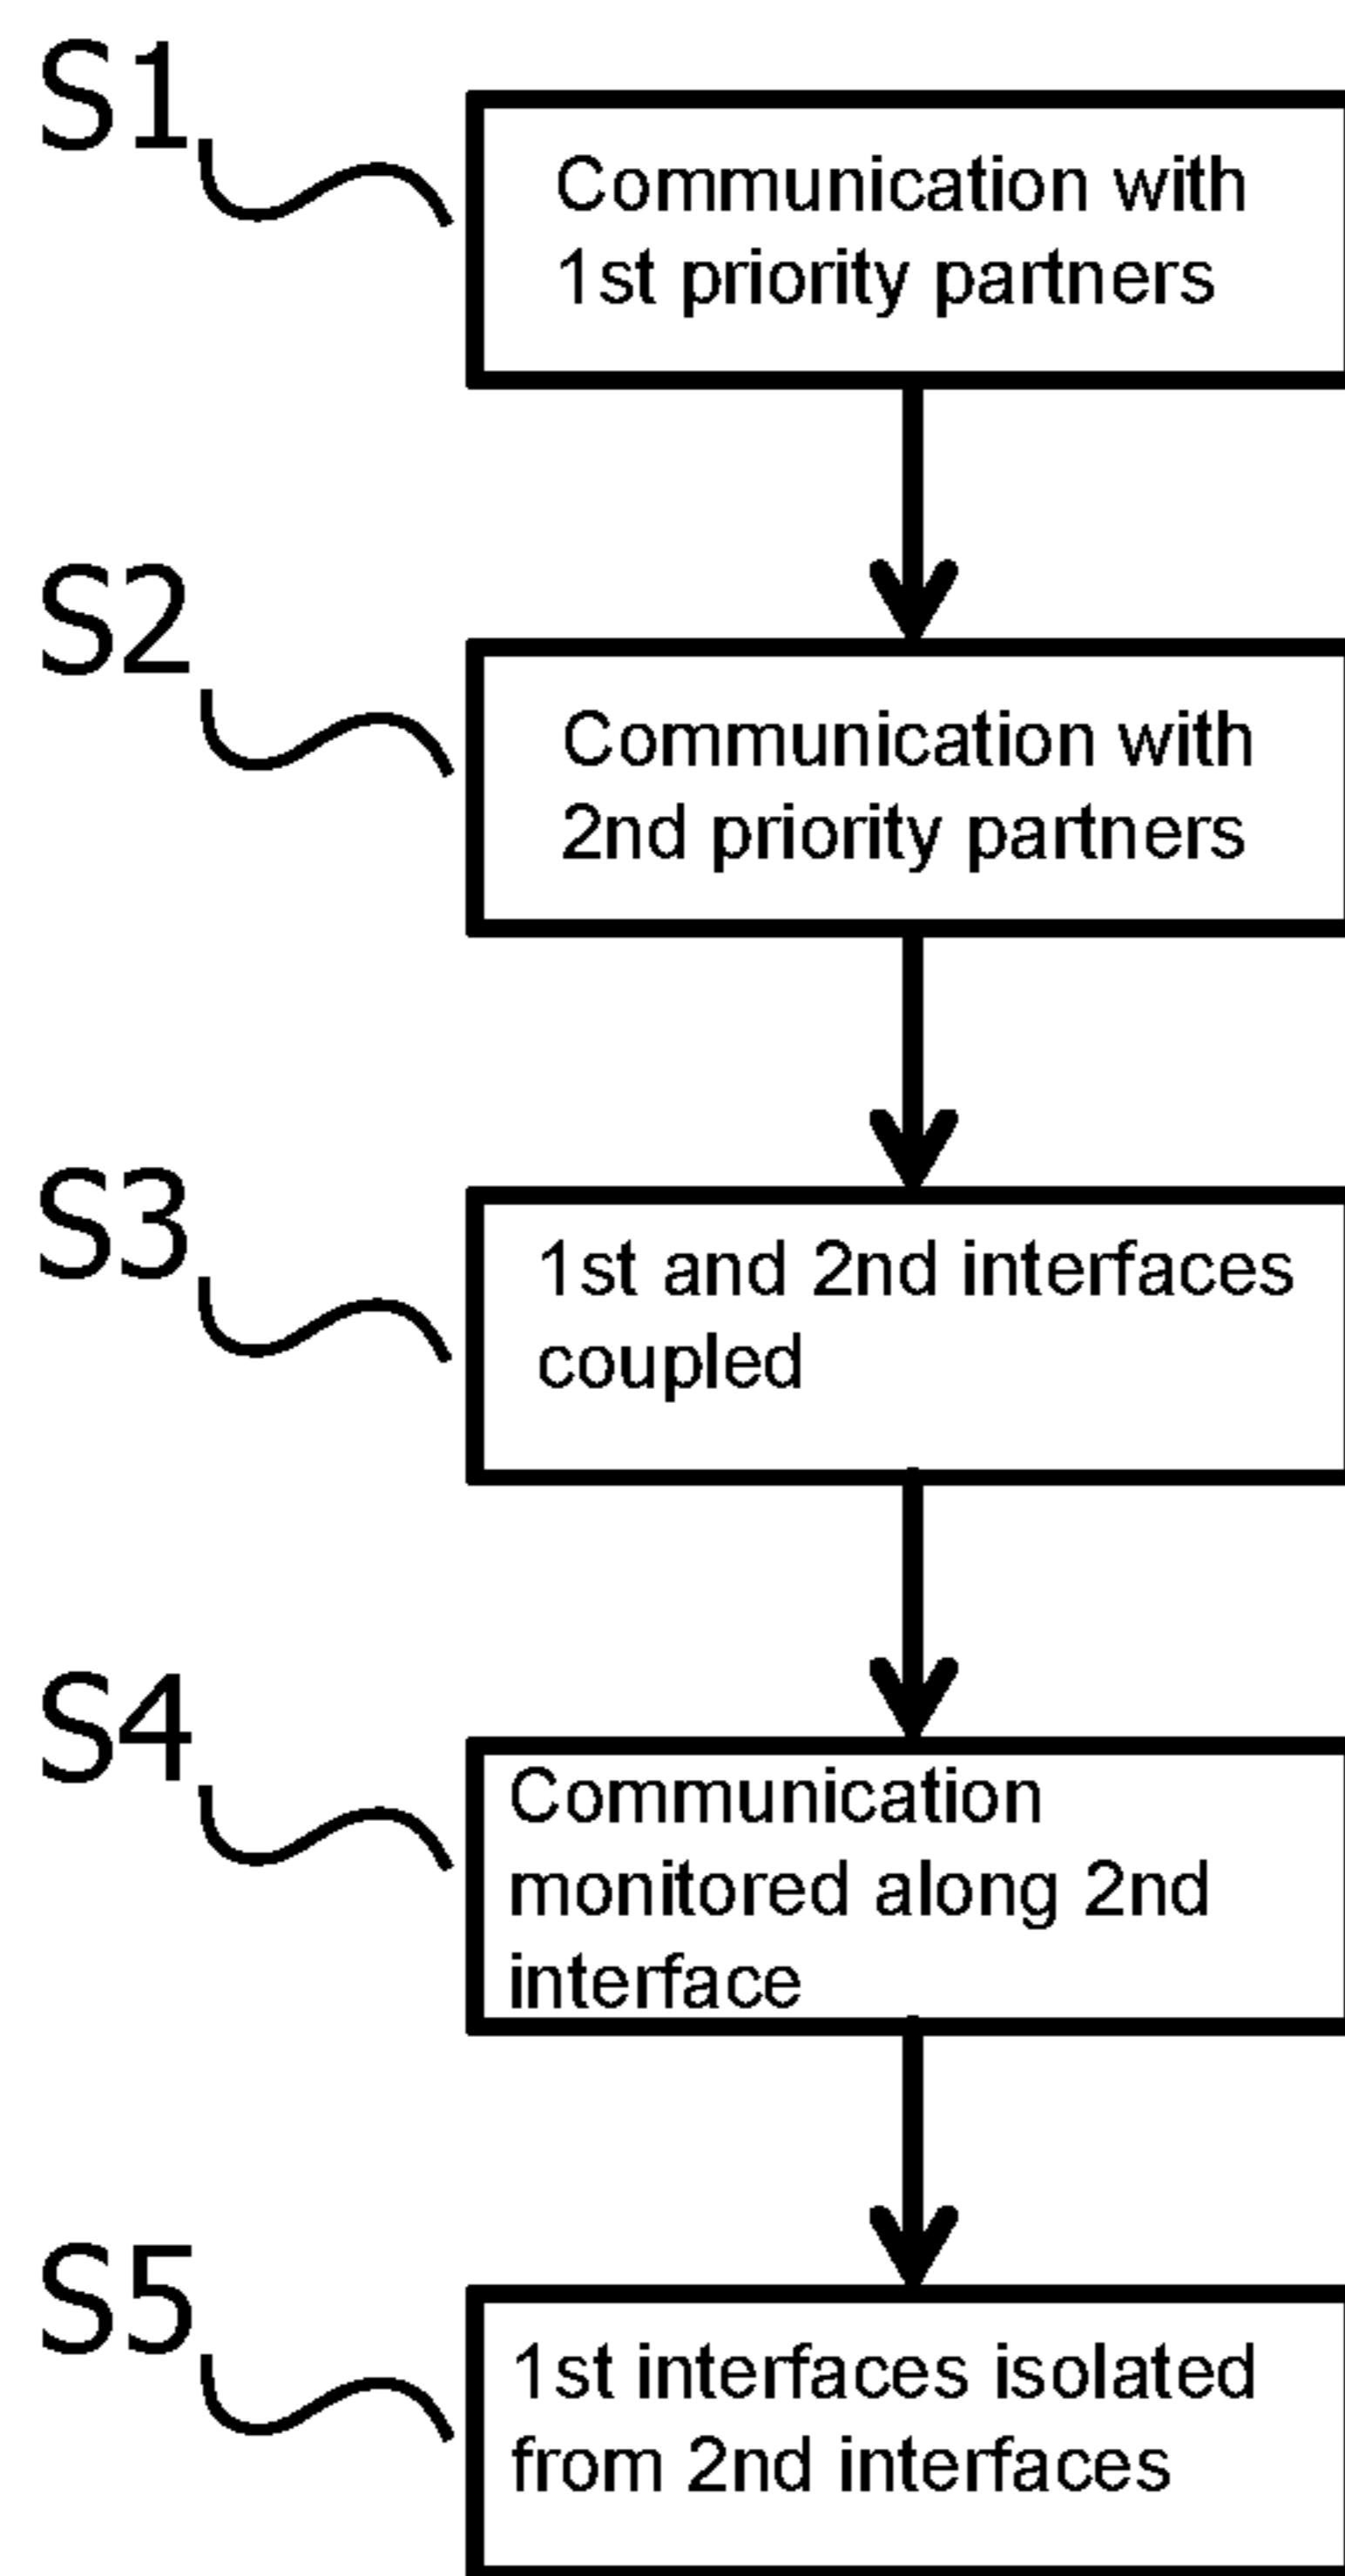 S1
Communication with
1st priority partners
S2
Communication with
2nd priority partners
S3
1st and 2nd interfaces
coupled
S4
Communication
monitored along 2nd
interface
S5
1st interfaces isolated
from 2nd interfaces